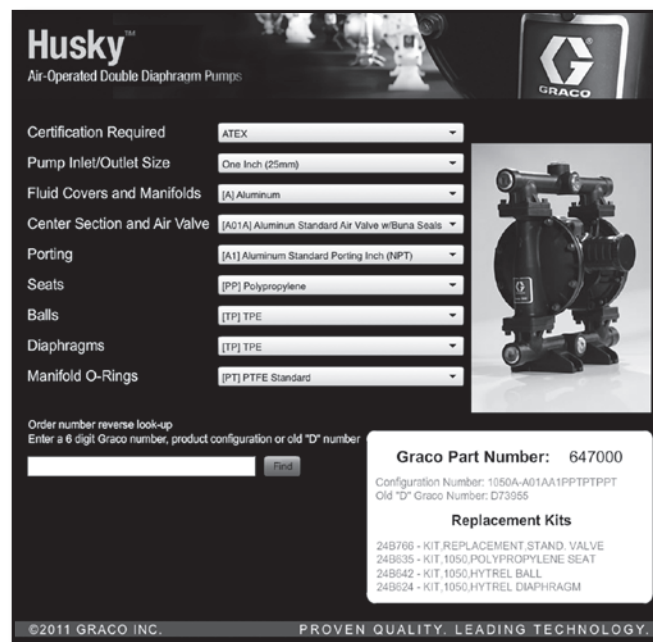 Husky™
Air-Operated Double Diaphragm Pumps
GRACO
Certification Required
ATEX
Pump Inlet/Outlet Size
One Inch (25mm)
Fluid Covers and Manifolds
[A] Aluminum
Center Section and Air Valve
[A01A] Aluminun Standard Air Valve w/Buna Seals
Porting
[A1] Aluminum Standard Porting Inch (NPT)
Seats
[PP] Polypropylene
Balls
[TP] TPE
Diaphragms
[TP] TPE
Manifold O-Rings
[PT] PTFE Standard
Order number reverse look-up
Enter a 6 digit Graco number, product configuration or old "D" number
Find
Graco Part Number: 647000
Configuration Number: 1050A-A01AA1PPTPTPPT
Old "D" Graco Number: D73955
Replacement Kits
24B766 - KIT,REPLACEMENT,STAND. VALVE
24B635 - KIT,1050,POLYPROPYLENE SEAT
24B642 - KIT,1050,HYTREL BALL
24B624 - KIT,1050,HYTREL DIAPHRAGM
©2011 GRACO INC.
PROVEN QUALITY. LEADING TECHNOLOGY.